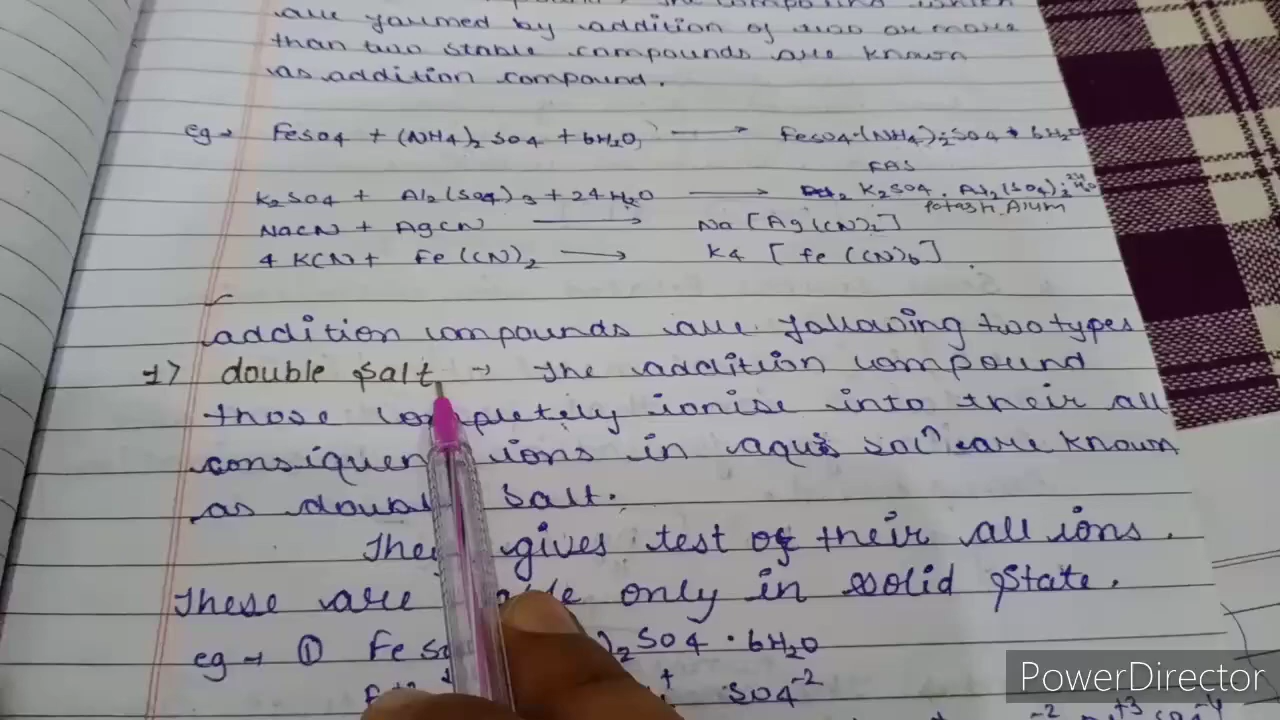 are formed by addition of two or more
than two stable compounds are known
as addition compound.
eg → FeSO4 + (NH4)2 SO4 + 6H2O → FeSO4·(NH4)2SO4 • 6H2O
FAS
K2SO4 + Al2(SO4)3 + 24H2O → K2SO4 . Al2(SO4)3 24H2O
Potash Alum
NaCN + AgCN → Na [Ag(CN)2]
4 KCN + Fe(CN)2 → K4 [Fe(CN)6]
addition compounds are following two types
1) double salt → The addition compound
those completely ionise into their all
ions in aqus soln are known
as double salt.
gives test of their all ions.
These are only in solid state.
eg → ① 2SO4 • 6H2O
SO4-2
PowerDirector